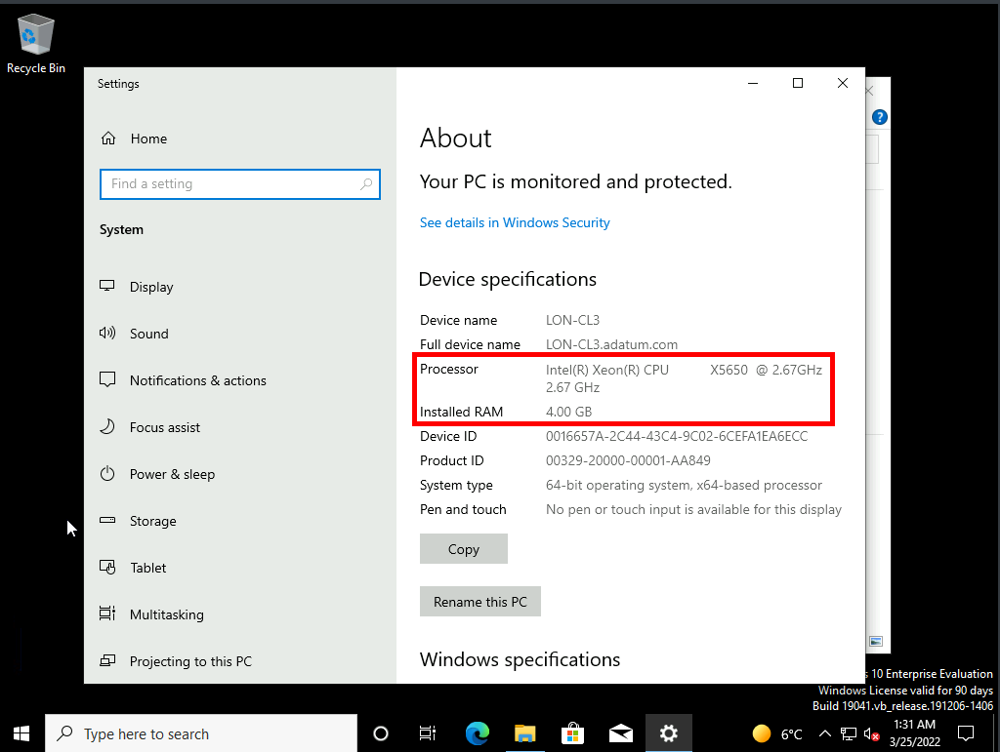 Recycle Bin
Settings
Home
Find a setting
System
Display
Sound
Notifications & actions
Focus assist
Power & sleep
Storage
Tablet
Multitasking
Projecting to this PC
About
Your PC is monitored and protected.
See details in Windows Security
Device specifications
Device name LON-CL3
Full device name LON-CL3.adatum.com
Processor Intel(R) Xeon(R) CPU X5650 @ 2.67GHz
2.67 GHz
Installed RAM 4.00 GB
Device ID 0016657A-2C44-43C4-9C02-6CEFA1EA6ECC
Product ID 00329-20000-00001-AA849
System type 64-bit operating system, x64-based processor
Pen and touch No pen or touch input is available for this display
Copy
Rename this PC
Windows specifications
s 10 Enterprise Evaluation
Windows License valid for 90 days
Build 19041.vb_release.191206-1406
Type here to search
6°C
1:31 AM
3/25/2022